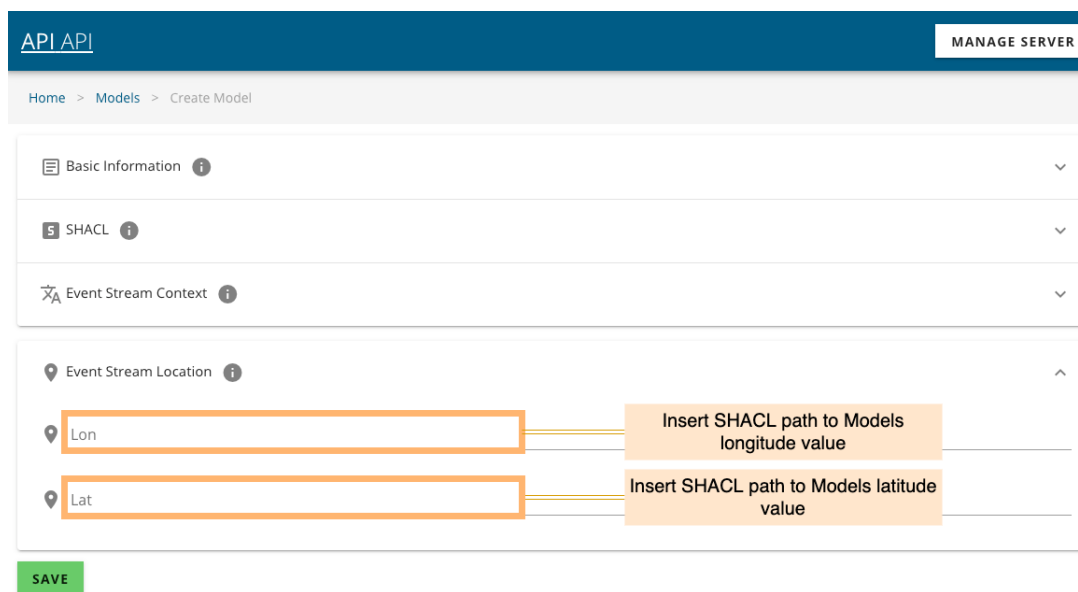 API API
MANAGE SERVER
Home > Models > Create Model
Basic Information i
S SHACL i
Event Stream Context i
Event Stream Location i
Lon
Insert SHACL path to Models
longitude value
Lat
Insert SHACL path to Models latitude
value
SAVE